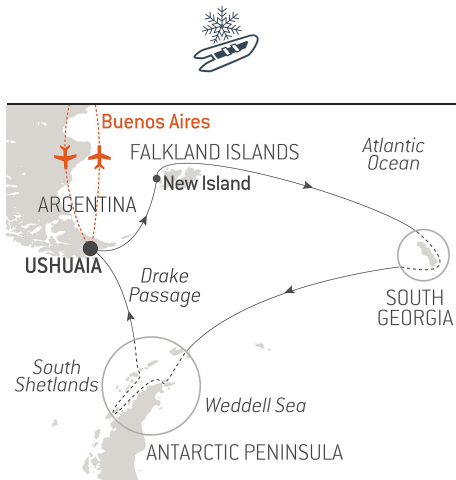 Buenos Aires
FALKLAND ISLANDS
Atlantic
Ocean
New Island
ARGENTINA
USHUAIA
Drake
Passage
SOUTH
GEORGIA
South
Shetlands
Weddell Sea
ANTARCTIC PENINSULA